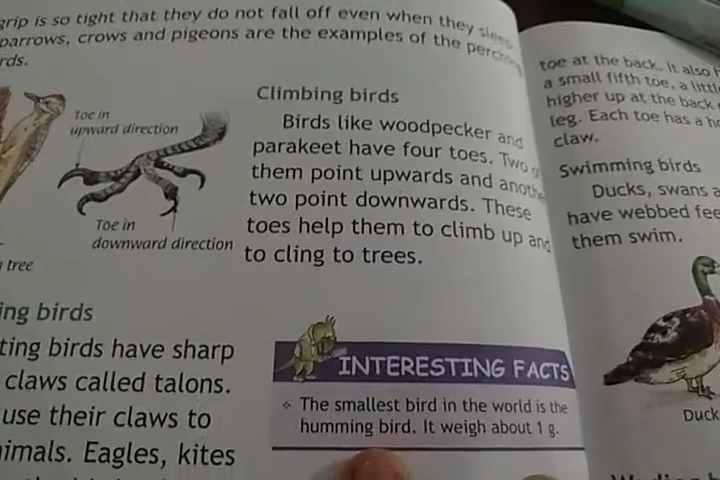 grip is so tight that they do not fall off even when they sleep
parrows, crows and pigeons are the examples of the perching
rds.
Toe in
upward direction
Toe in
downward direction
tree
Climbing birds
Birds like woodpecker and
parakeet have four toes. Two
them point upwards and anothe
two point downwards. These
toes help them to climb up and
to cling to trees.
ing birds
ting birds have sharp
claws called talons.
use their claws to
nimals. Eagles, kites
INTERESTING FACTS
The smallest bird in the world is the
humming bird. It weigh about 1 g.
toe at the back. It also
a small fifth toe, a littl
higher up at the back
leg. Each toe has a
claw.
Swimming birds
Ducks, swans a
have webbed fee
them swim.
Duck